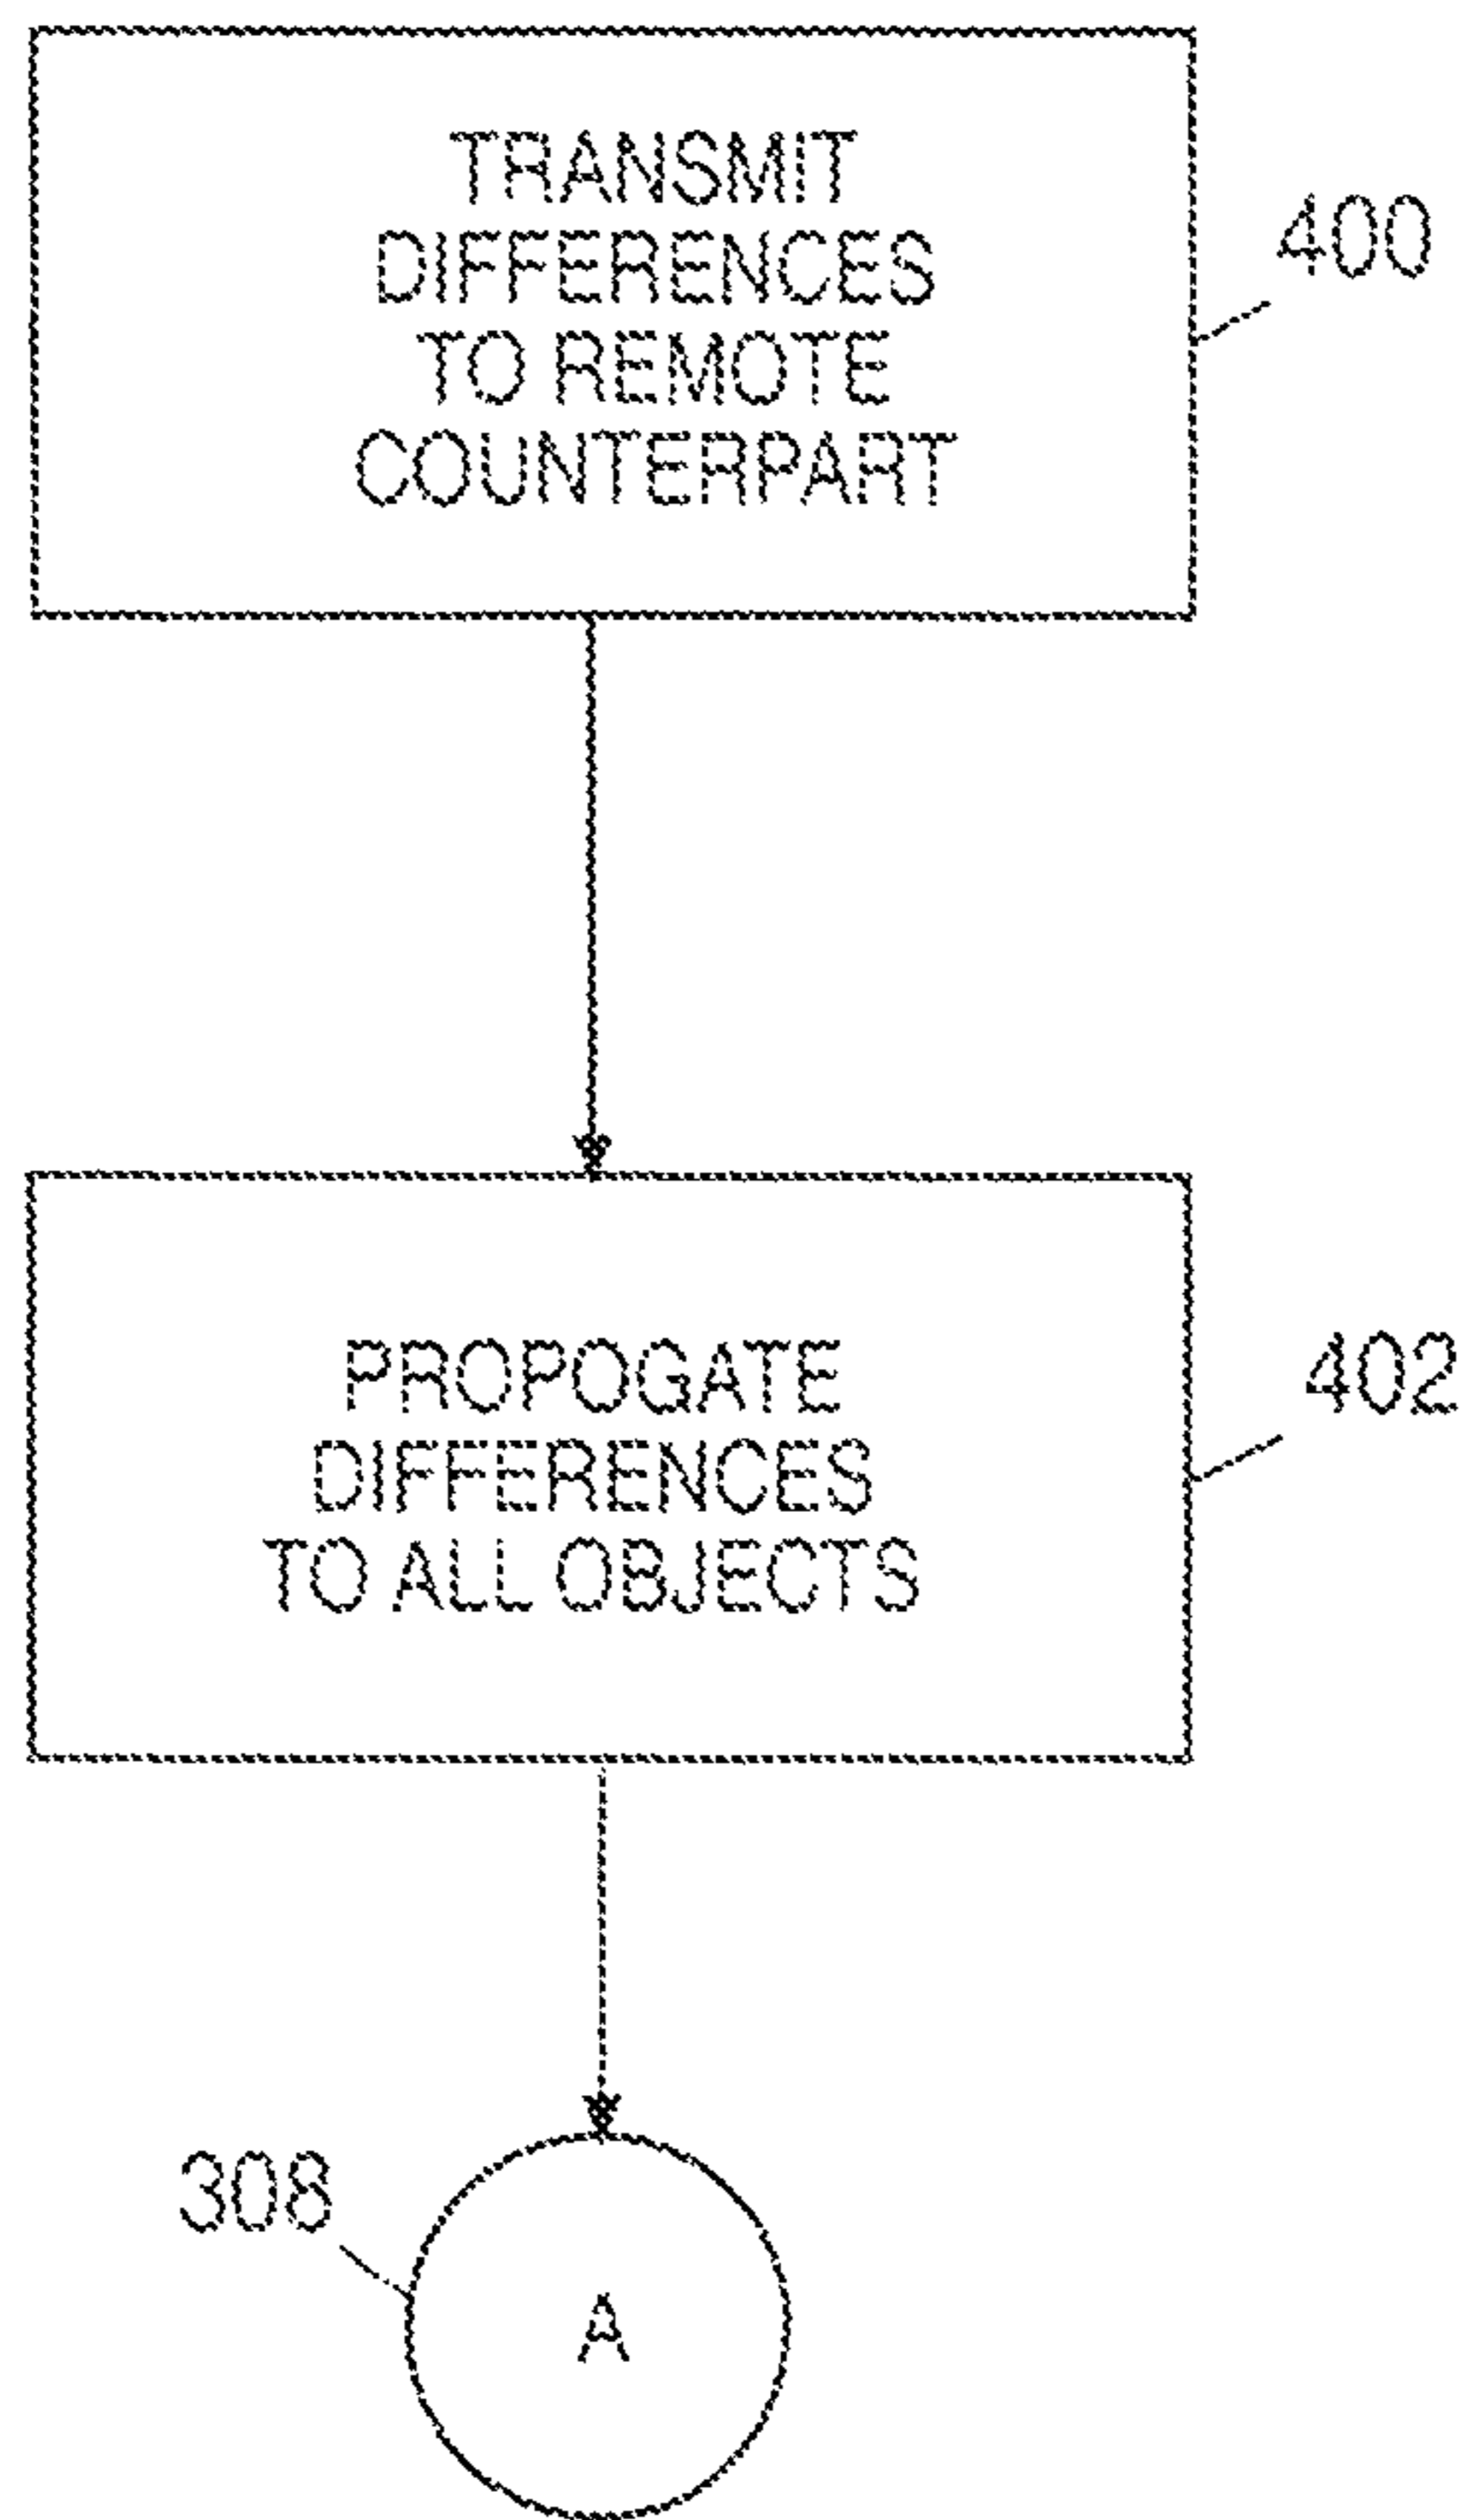 TRANSMIT
DIFFERENCES
TO REMOTE
COUNTERPART
400
PROPOGATE
DIFFERENCES
TO ALL OBJECTS
402
308
A